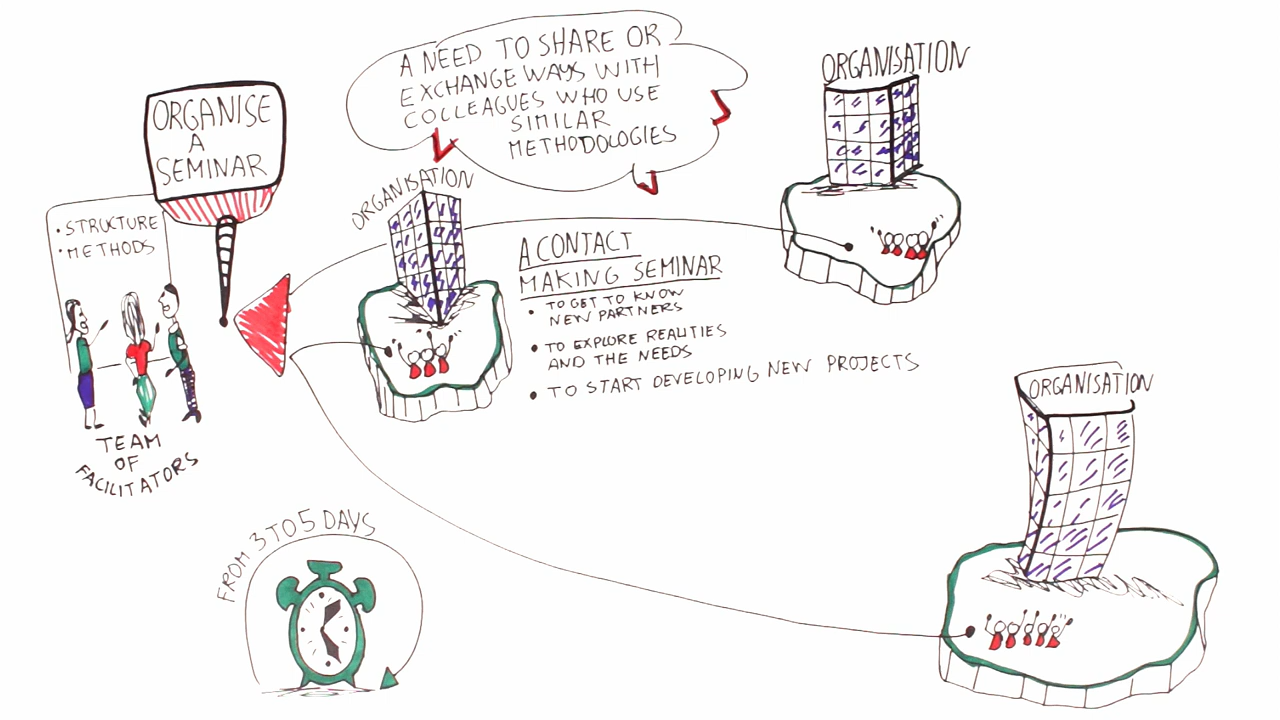 ORGANISE
A
SEMINAR
• STRUCTURE
• METHODS
TEAM
OF
FACILITATORS
A NEED TO SHARE OR
EXCHANGE WAYS WITH
COLLEAGUES WHO USE
SIMILAR
METHODOLOGIES
ORGANISATION
ORGANISATION
A CONTACT
MAKING SEMINAR
• TO GET TO KNOW
NEW PARTNERS
• TO EXPLORE REALITIES
AND THE NEEDS
• TO START DEVELOPING NEW PROJECTS
ORGANISATION
FROM 3 TO 5 DAYS